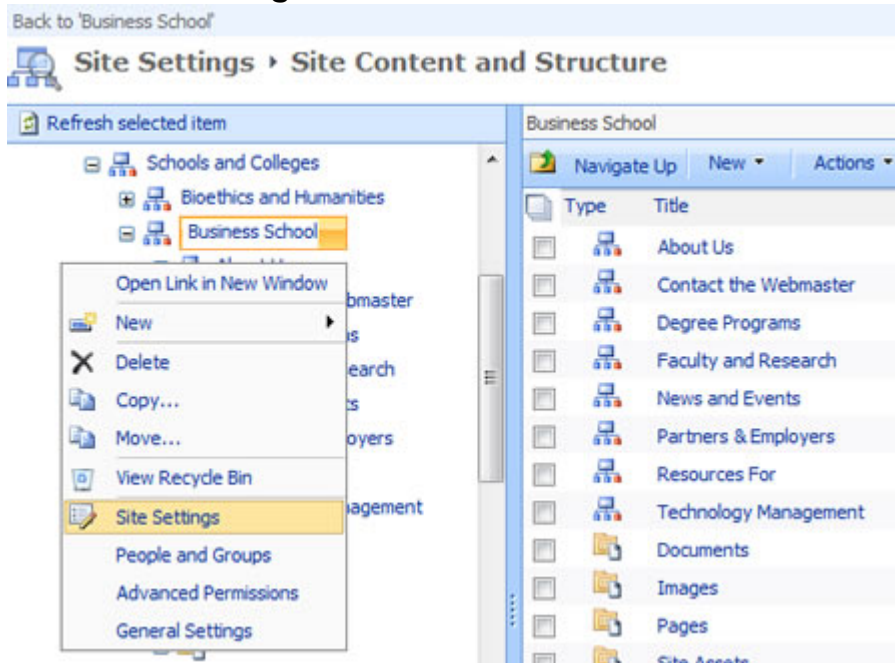 Back to 'Business School'
Site Settings ▸ Site Content and Structure
Refresh selected item
Schools and Colleges
Bioethics and Humanities
Business School
Open Link in New Window
New
Delete
Copy...
Move...
View Recycle Bin
Site Settings
People and Groups
Advanced Permissions
General Settings
bmaster
s
earch
ts
oyers
agement
Business School
Navigate Up New Actions
Type Title
About Us
Contact the Webmaster
Degree Programs
Faculty and Research
News and Events
Partners & Employers
Resources For
Technology Management
Documents
Images
Pages
Site Assets